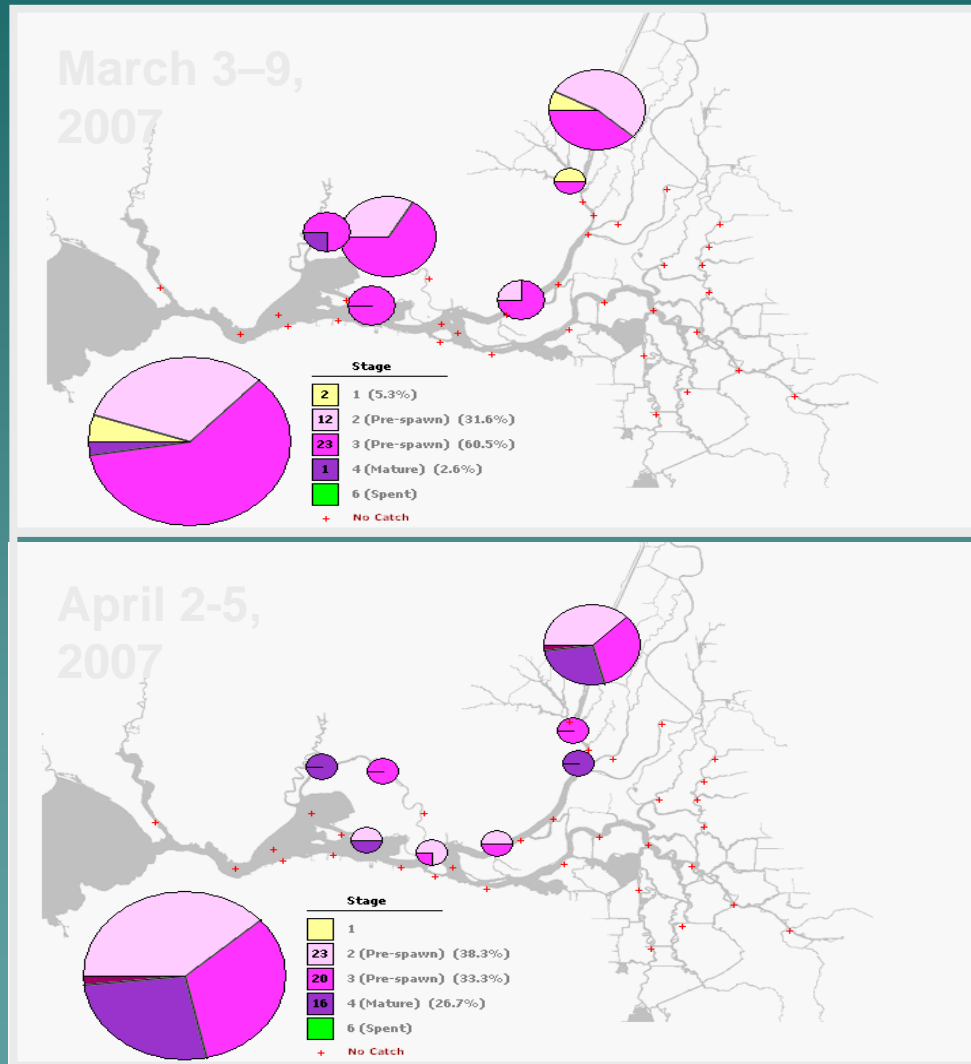 March 3–9,
2007
Stage
2 1 (5.3%)
12 2 (Pre-spawn) (31.6%)
23 3 (Pre-spawn) (60.5%)
1 4 (Mature) (2.6%)
6 (Spent)
+ No Catch
April 2-5,
2007
Stage
1
23 2 (Pre-spawn) (38.3%)
20 3 (Pre-spawn) (33.3%)
16 4 (Mature) (26.7%)
6 (Spent)
+ No Catch